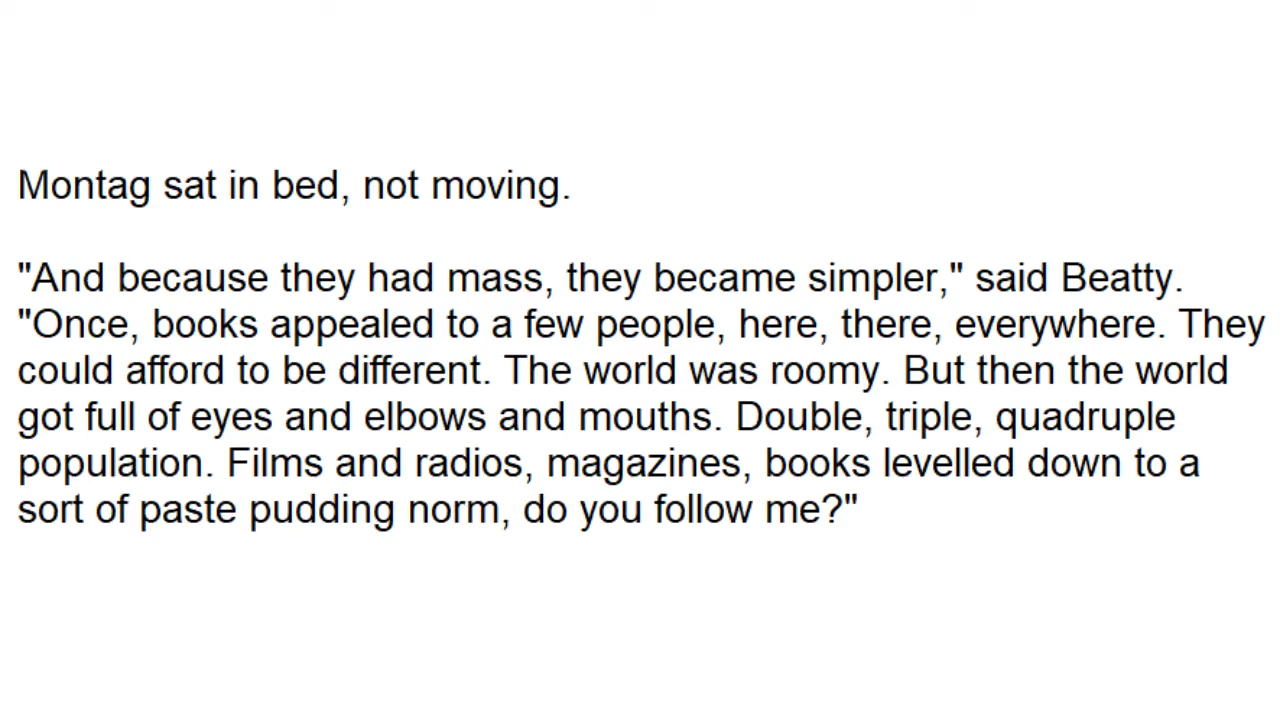 Montag sat in bed, not moving.
"And because they had mass, they became simpler," said Beatty.
"Once, books appealed to a few people, here, there, everywhere. They
could afford to be different. The world was roomy. But then the world
got full of eyes and elbows and mouths. Double, triple, quadruple
population. Films and radios, magazines, books levelled down to a
sort of paste pudding norm, do you follow me?"